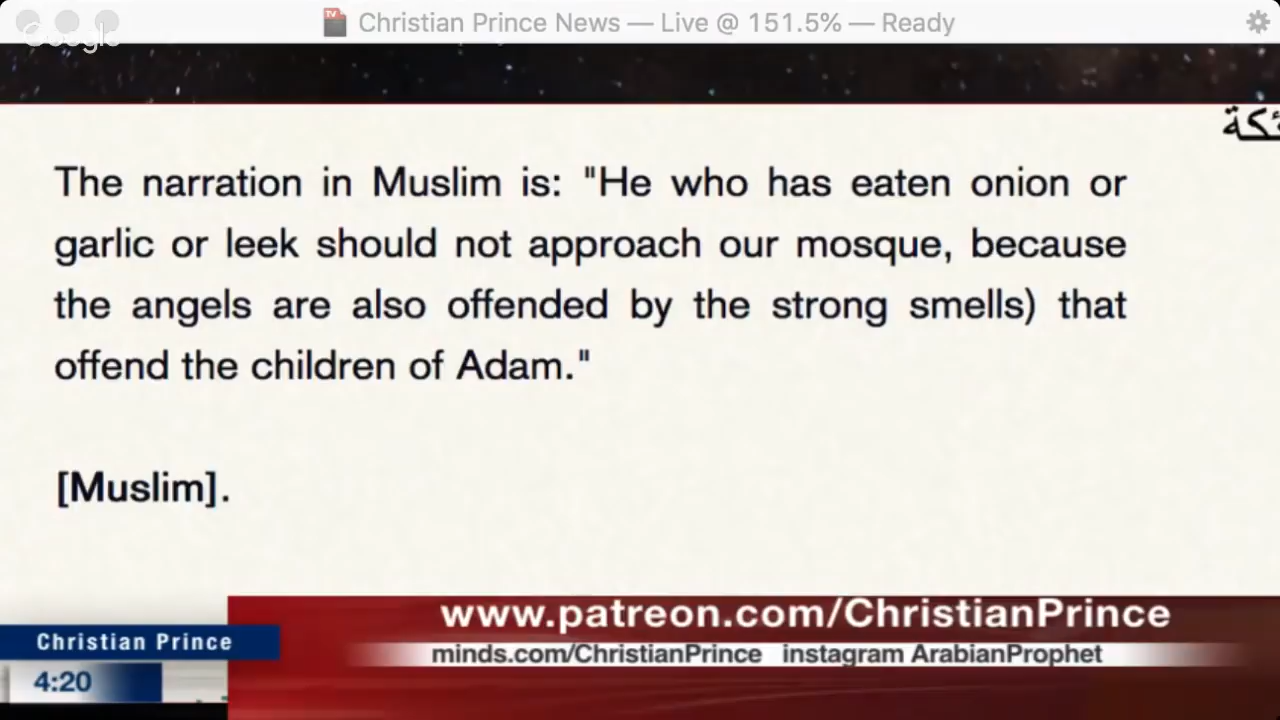 Christian Prince News — Live @ 151.5% — Ready
Google
The narration in Muslim is: "He who has eaten onion or
garlic or leek should not approach our mosque, because
the angels are also offended by the strong smells) that
offend the children of Adam."
[Muslim].
www.patreon.com/ChristianPrince
Christian Prince
minds.com/ChristianPrince instagram ArabianProphet
4:20